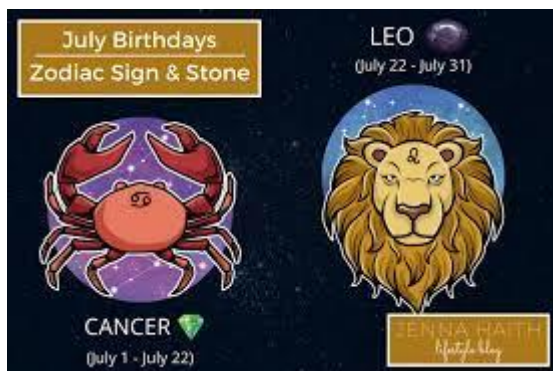 July Birthdays
Zodiac Sign & Stone
LEO
(July 22 - July 31)
CANCER
(July 1 - July 22)
JENNA HAITH
lifestyle blog